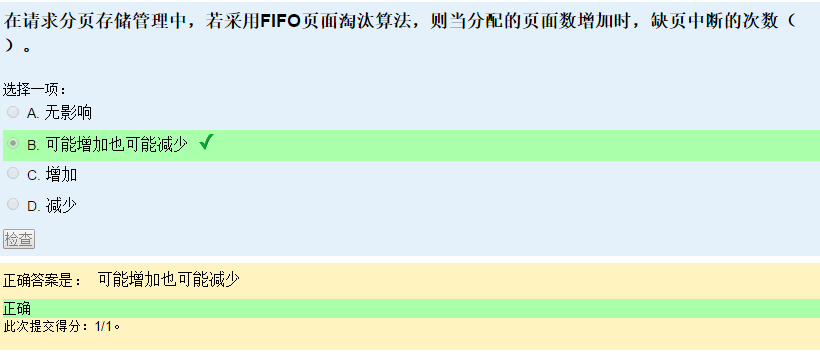 在请求分页存储管理中，若采用FIFO页面淘汰算法，则当分配的页面数增加时，缺页中断的次数（
）。
选择一项：
A. 无影响
B. 可能增加也可能减少
C. 增加
D. 减少
检查
正确答案是： 可能增加也可能减少
正确
此次提交得分：1/1。